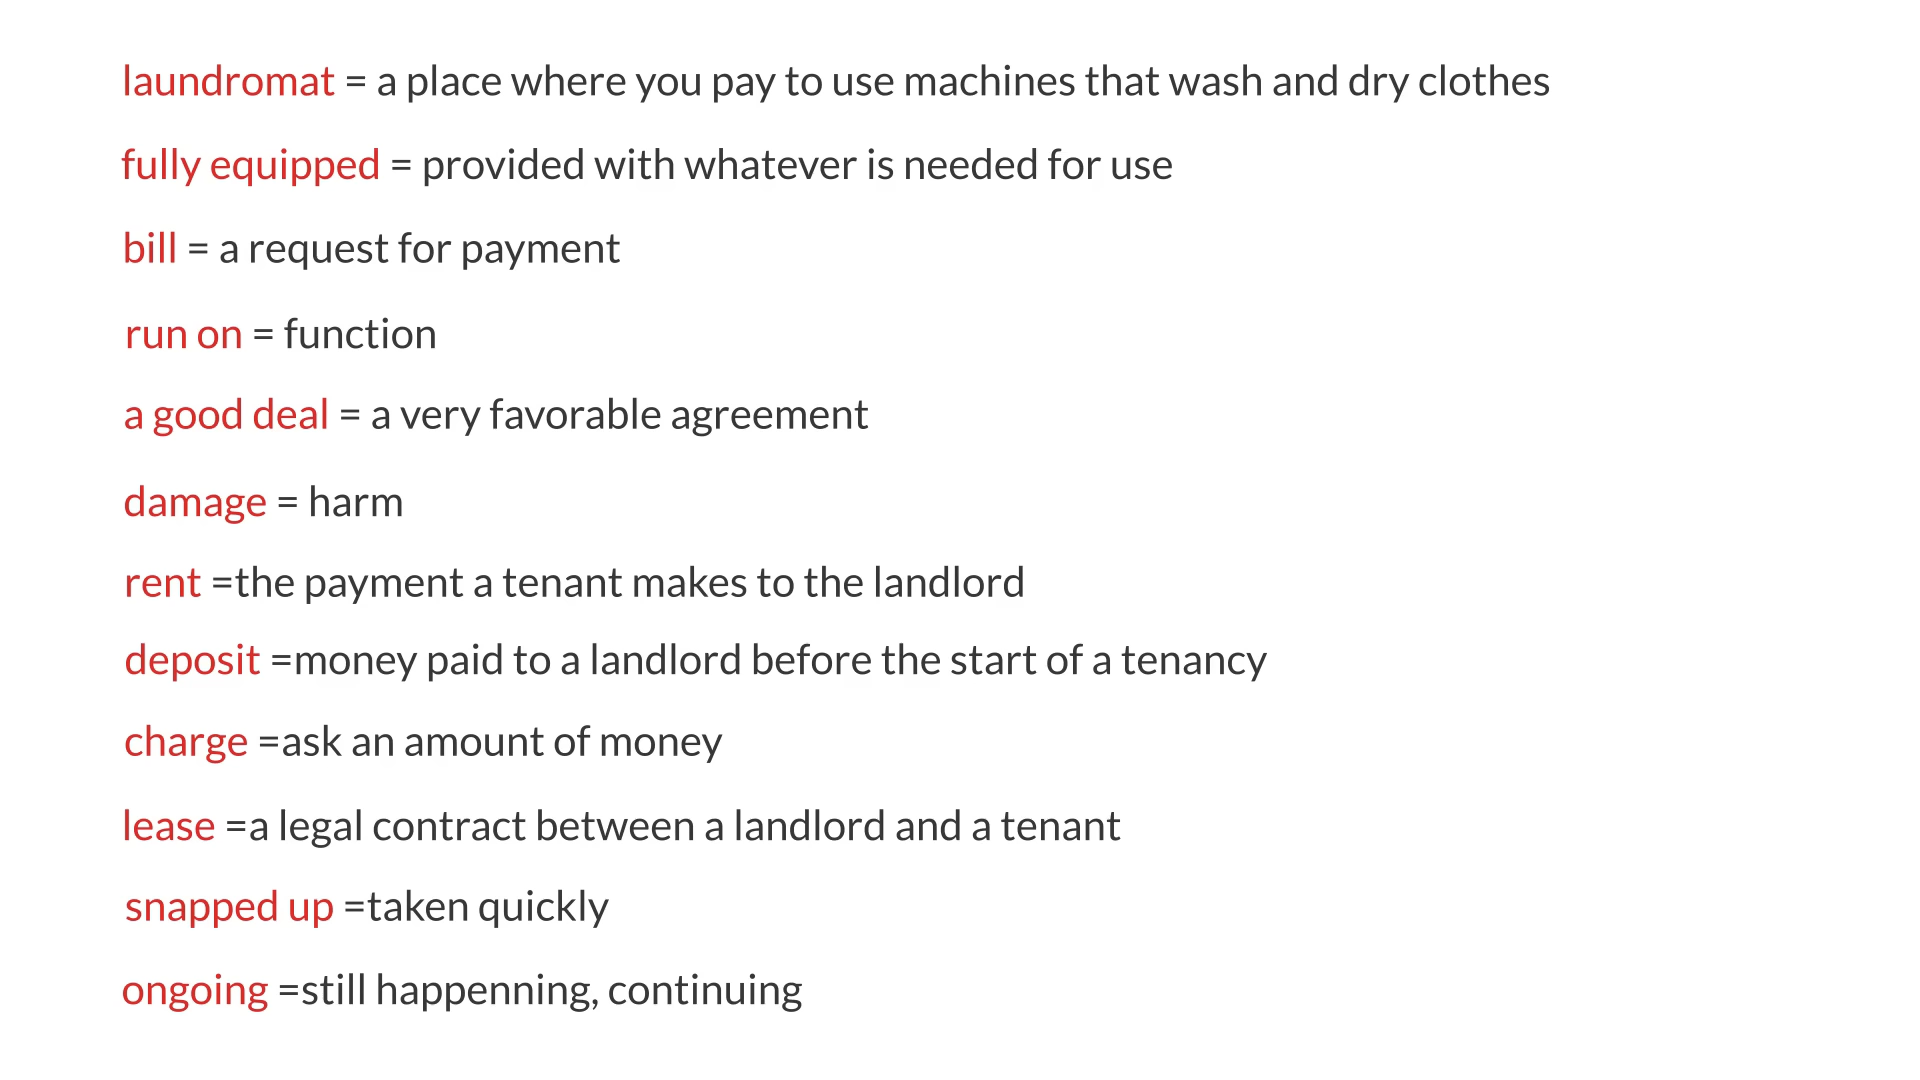 laundromat = a place where you pay to use machines that wash and dry clothes
fully equipped = provided with whatever is needed for use
bill = a request for payment
run on = function
a good deal = a very favorable agreement
damage = harm
rent =the payment a tenant makes to the landlord
deposit =money paid to a landlord before the start of a tenancy
charge =ask an amount of money
lease =a legal contract between a landlord and a tenant
snapped up =taken quickly
ongoing =still happenning, continuing